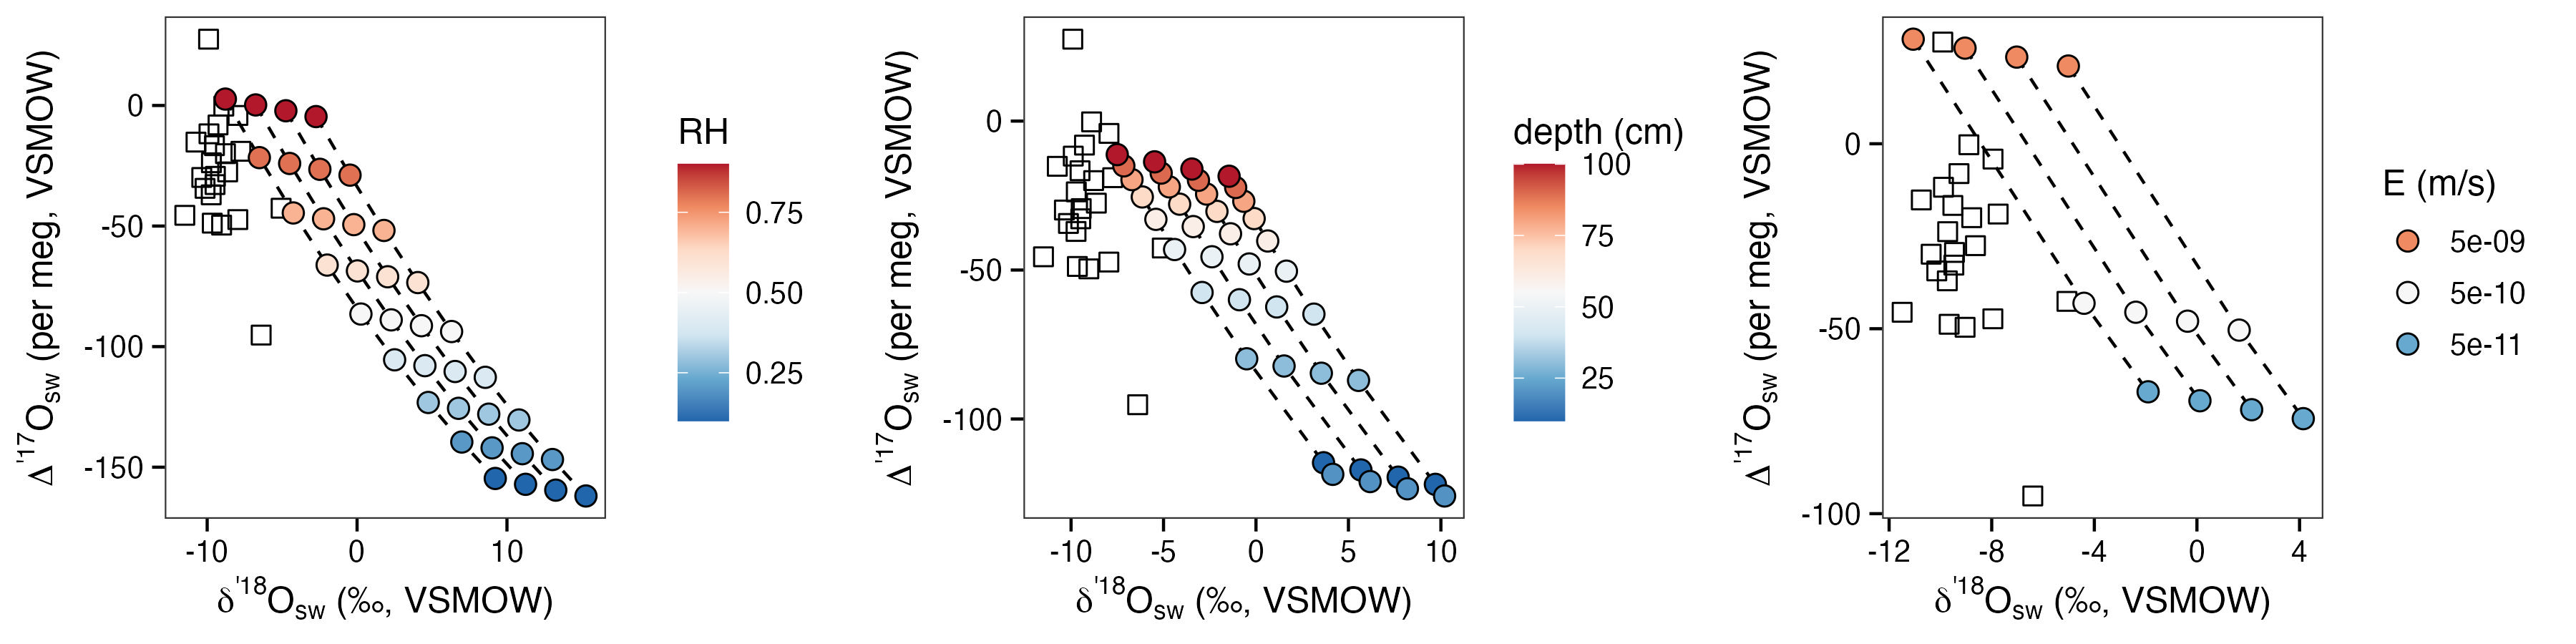 Δ'¹⁷Osw (per meg, VSMOW)
0
-50
-100
-150
-10
0
10
δ'¹⁸Osw (‰, VSMOW)
RH
0.75
0.50
0.25
Δ'¹⁷Osw (per meg, VSMOW)
0
-50
-100
-10
-5
0
5
10
δ'¹⁸Osw (‰, VSMOW)
depth (cm)
100
75
50
25
Δ'¹⁷Osw (per meg, VSMOW)
0
-50
-100
-12
-8
-4
0
4
δ'¹⁸Osw (‰, VSMOW)
E (m/s)
5e-09
5e-10
5e-11